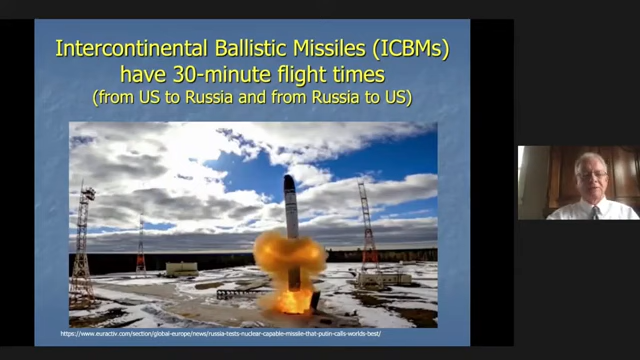 Intercontinental Ballistic Missiles (ICBMs)
have 30-minute flight times
(from US to Russia and from Russia to US)
https://www.euractiv.com/section/global-europe/news/russia-tests-nuclear-capable-missile-that-putin-calls-worlds-best/